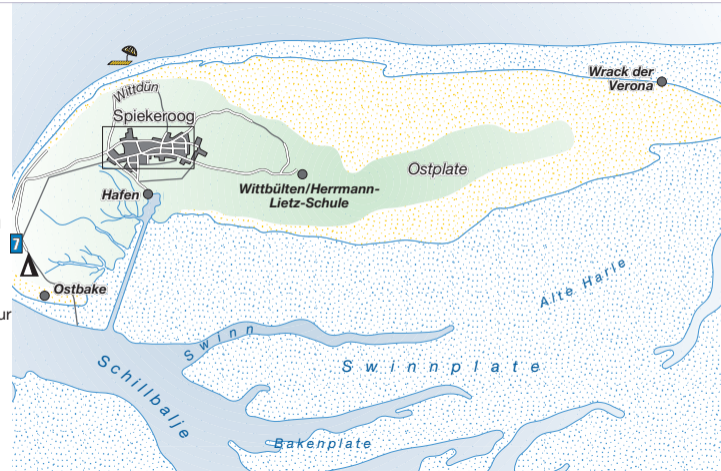 Wrack der
Verona
Wittdün
Spiekeroog
Ostplate
Wittbülten/Herrmann-
Lietz-Schule
Hafen
7
Ostbake
ur
Alte Harle
Swinn
Swinnplate
Schillbalje
Bakenplate